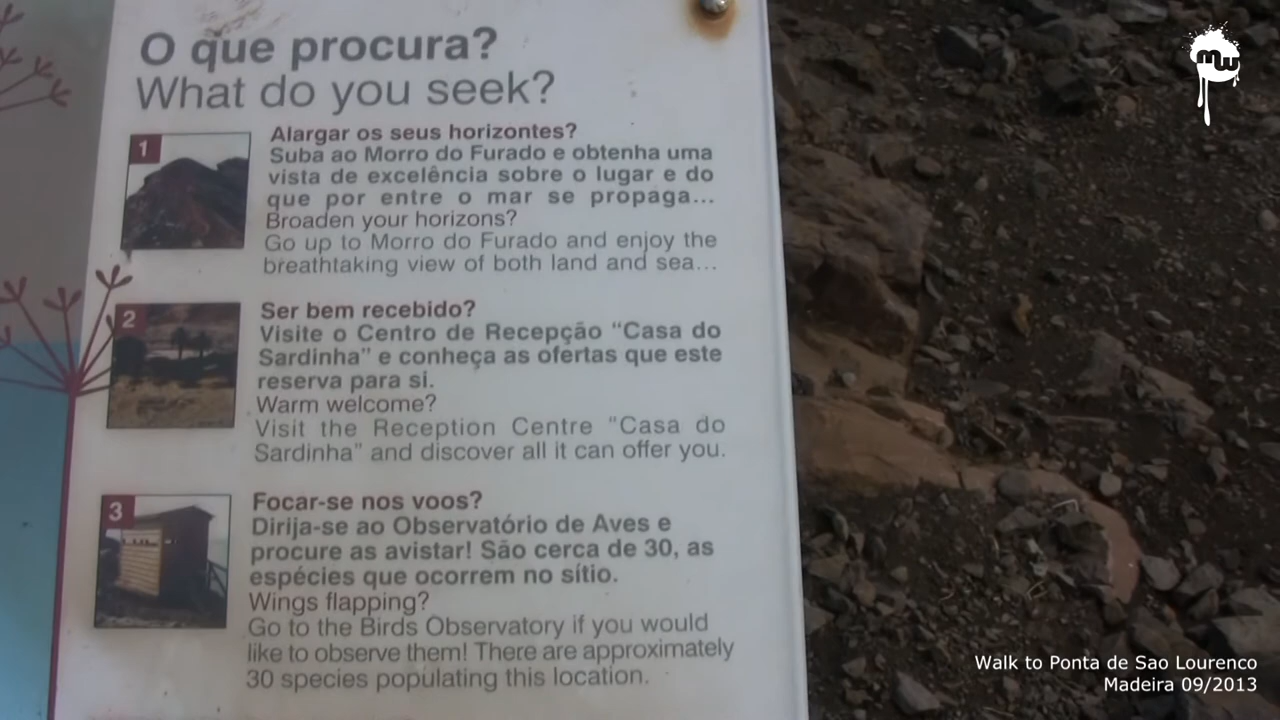 O que procura?
What do you seek?
1
Alargar os seus horizontes?
Suba ao Morro do Furado e obtenha uma
vista de excelência sobre o lugar e do
que por entre o mar se propaga...
Broaden your horizons?
Go up to Morro do Furado and enjoy the
breathtaking view of both land and sea...
2
Ser bem recebido?
Visite o Centro de Recepção “Casa do
Sardinha” e conheça as ofertas que este
reserva para si.
Warm welcome?
Visit the Reception Centre “Casa do
Sardinha” and discover all it can offer you.
3
Focar-se nos voos?
Dirija-se ao Observatório de Aves e
procure as avistar! São cerca de 30, as
espécies que ocorrem no sítio.
Wings flapping?
Go to the Birds Observatory if you would
like to observe them! There are approximately
30 species populating this location.
mw
Walk to Ponta de Sao Lourenco
Madeira 09/2013